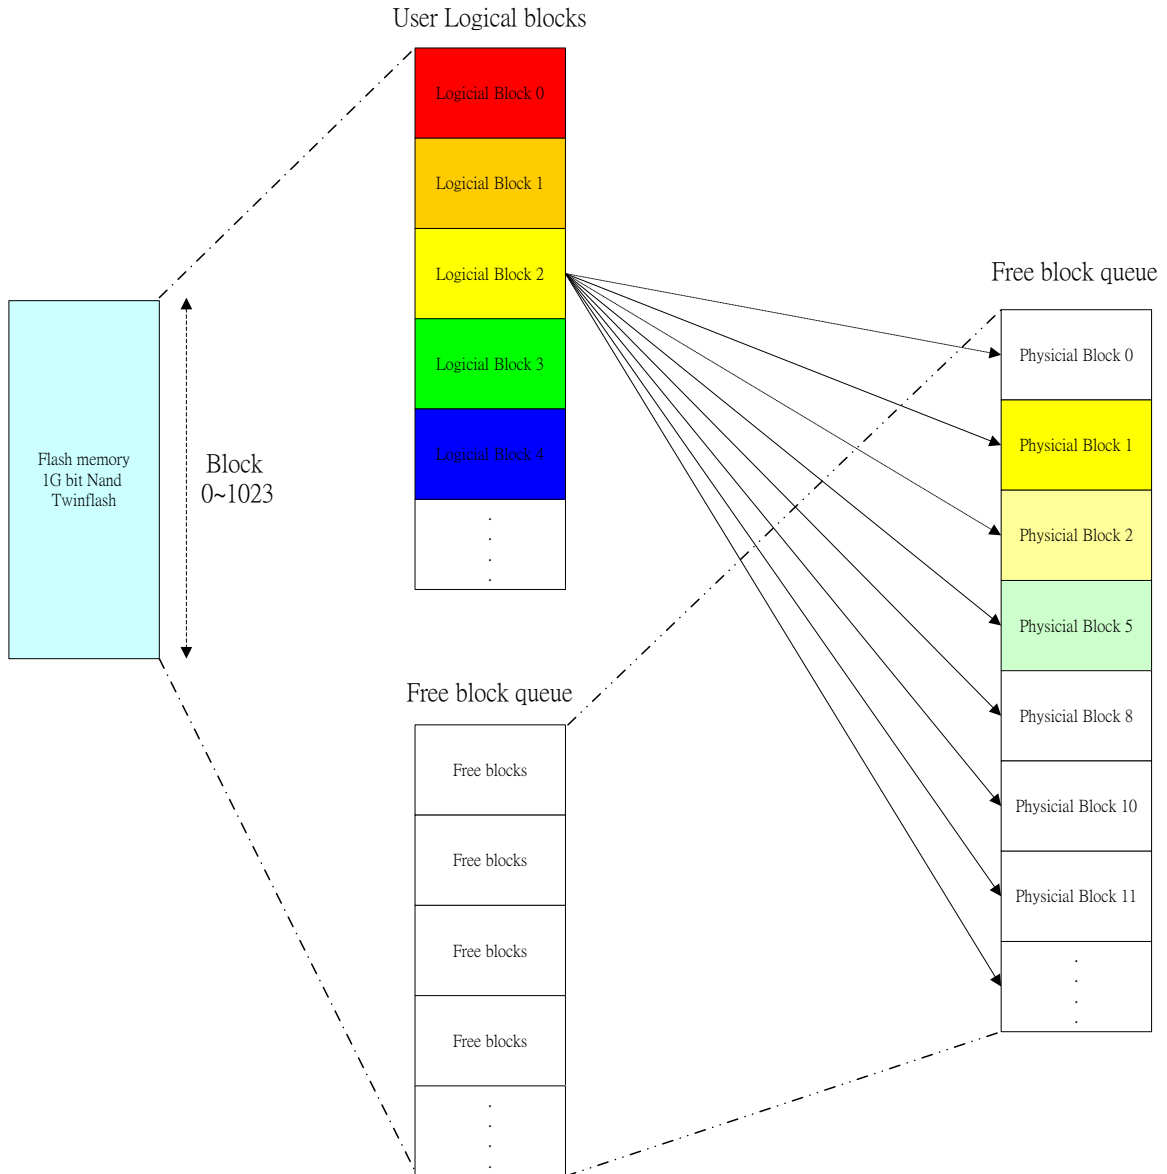 User Logical blocks
Logicial Block 0
Logicial Block 1
Logicial Block 2
Logicial Block 3
Logicial Block 4
Flash memory
1G bit Nand
Twinflash
Block
0~1023
Free block queue
Free blocks
Free blocks
Free blocks
Free blocks
Free block queue
Physicial Block 0
Physicial Block 1
Physicial Block 2
Physicial Block 5
Physicial Block 8
Physicial Block 10
Physicial Block 11